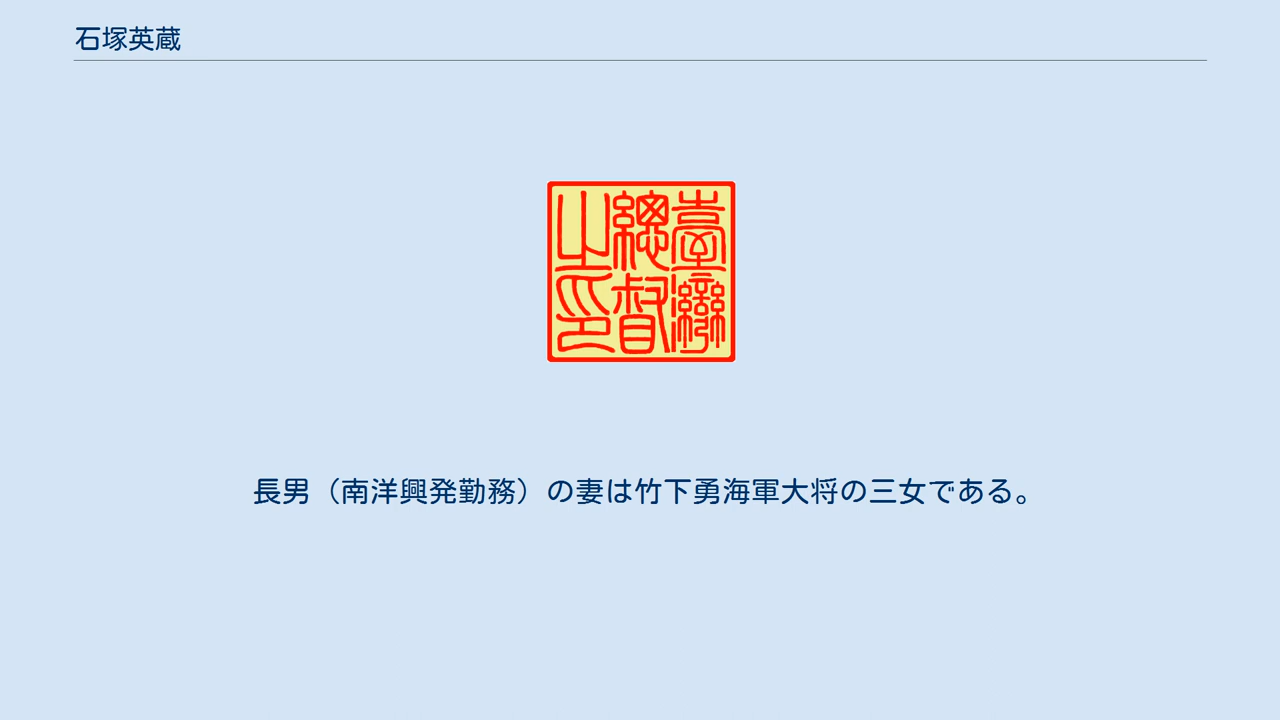 石塚英蔵
臺灣
總督
之印
長男（南洋興発勤務）の妻は竹下勇海軍大将の三女である。